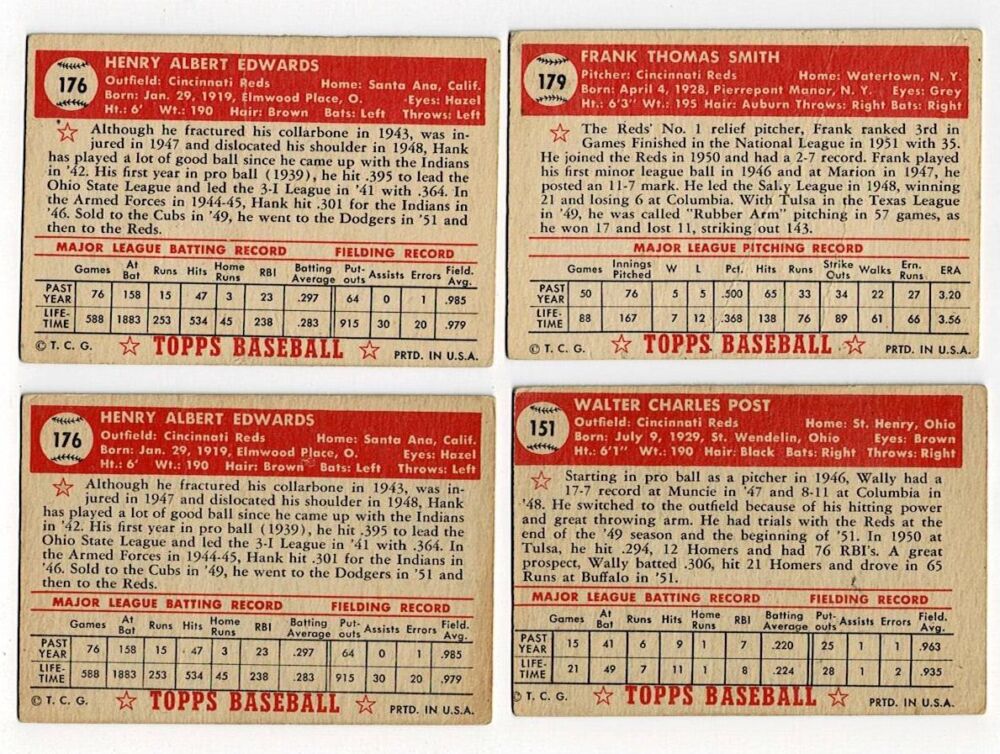 176
HENRY ALBERT EDWARDS
Outfield: Cincinnati Reds Home: Santa Ana, Calif.
Born: Jan. 29, 1919, Elmwood Place, O. Eyes: Hazel
Ht.: 6' Wt.: 190 Hair: Brown Bats: Left Throws: Left
Although he fractured his collarbone in 1943, was in-
jured in 1947 and dislocated his shoulder in 1948, Hank
has played a lot of good ball since he came up with the Indians
in '42. His first year in pro ball (1939), he hit .395 to lead the
Ohio State League and led the 3-I League in '41 with .364. In
the Armed Forces in 1944-45, Hank hit .301 for the Indians in
'46. Sold to the Cubs in '49, he went to the Dodgers in '51 and
then to the Reds.
MAJOR LEAGUE BATTING RECORD FIELDING RECORD
Games At Bat Runs Hits Home Runs RBI Batting Average Put-outs Assists Errors Field. Avg.
PAST YEAR 76 158 15 47 3 23 .297 64 0 1 .985
LIFE-TIME 588 1883 253 534 45 238 .283 915 30 20 .979
© T. C. G. TOPPS BASEBALL PRTD. IN U.S.A.
179
FRANK THOMAS SMITH
Pitcher: Cincinnati Reds Home: Watertown, N. Y.
Born: April 4, 1928, Pierrepont Manor, N. Y. Eyes: Grey
Ht.: 6'3" Wt.: 195 Hair: Auburn Throws: Right Bats: Right
The Reds' No. 1 relief pitcher, Frank ranked 3rd in
Games Finished in the National League in 1951 with 35.
He joined the Reds in 1950 and had a 2-7 record. Frank played
his first minor league ball in 1946 and at Marion in 1947, he
posted an 11-7 mark. He led the Sally League in 1948, winning
21 and losing 6 at Columbia. With Tulsa in the Texas League
in '49, he was called "Rubber Arm" pitching in 57 games, as
he won 17 and lost 11, striking out 143.
MAJOR LEAGUE PITCHING RECORD
Games Innings Pitched W L Pct. Hits Runs Strike Outs Walks Ern. Runs ERA
PAST YEAR 50 76 5 5 .500 65 33 34 22 27 3.20
LIFE-TIME 88 167 7 12 .368 138 78 89 61 66 3.56
© T. C. G. TOPPS BASEBALL PRTD. IN U.S.A.
176
HENRY ALBERT EDWARDS
Outfield: Cincinnati Reds Home: Santa Ana, Calif.
Born: Jan. 29, 1919, Elmwood Place, O. Eyes: Hazel
Ht.: 6' Wt.: 190 Hair: Brown Bats: Left Throws: Left
Although he fractured his collarbone in 1943, was in-
jured in 1947 and dislocated his shoulder in 1948, Hank
has played a lot of good ball since he came up with the Indians
in '42. His first year in pro ball (1939), he hit .395 to lead the
Ohio State League and led the 3-I League in '41 with .364. In
the Armed Forces in 1944-45, Hank hit .301 for the Indians in
'46. Sold to the Cubs in '49, he went to the Dodgers in '51 and
then to the Reds.
MAJOR LEAGUE BATTING RECORD FIELDING RECORD
Games At Bat Runs Hits Home Runs RBI Batting Average Put-outs Assists Errors Field. Avg.
PAST YEAR 76 158 15 47 3 23 .297 64 0 1 .985
LIFE-TIME 588 1883 253 534 45 238 .283 915 30 20 .979
© T. C. G. TOPPS BASEBALL PRTD. IN U.S.A.
151
WALTER CHARLES POST
Outfield: Cincinnati Reds Home: St. Henry, Ohio
Born: July 9, 1929, St. Wendelin, Ohio Eyes: Brown
Ht.: 6'1" Wt.: 190 Hair: Black Bats: Right Throws: Right
Starting in pro ball as a pitcher in 1946, Wally had a
17-7 record at Muncie in '47 and 8-11 at Columbia in
'48. He switched to the outfield because of his hitting power
and great throwing arm. He had trials with the Reds at the
end of the '49 season and the beginning of '51. In 1950 at
Tulsa, he hit .294, 12 Homers and had 76 RBI's. A great
prospect, Wally batted .306, hit 21 Homers and drove in 65
Runs at Buffalo in '51.
MAJOR LEAGUE BATTING RECORD FIELDING RECORD
Games At Bat Runs Hits Home Runs RBI Batting Average Put-outs Assists Errors Field. Avg.
PAST YEAR 15 41 6 9 1 7 .220 25 1 1 .963
LIFE-TIME 21 49 7 11 1 8 .224 28 1 2 .935
© T. C. G. TOPPS BASEBALL PRTD. IN U.S.A.